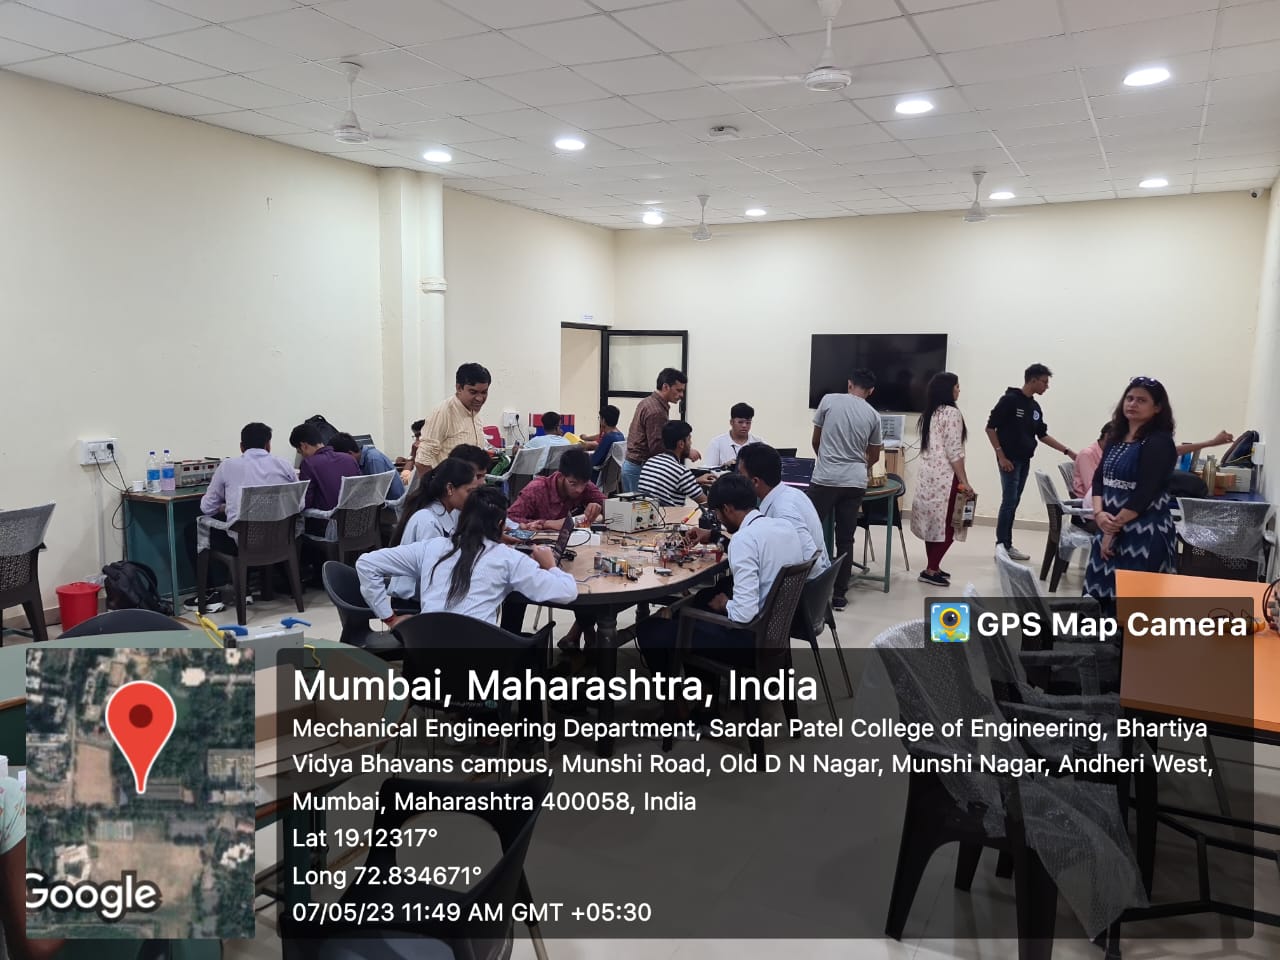 GPS Map Camera
Mumbai, Maharashtra, India
Mechanical Engineering Department, Sardar Patel College of Engineering, Bhartiya
Vidya Bhavans campus, Munshi Road, Old D N Nagar, Munshi Nagar, Andheri West,
Mumbai, Maharashtra 400058, India
Lat 19.12317°
Long 72.834671°
07/05/23 11:49 AM GMT +05:30
Google